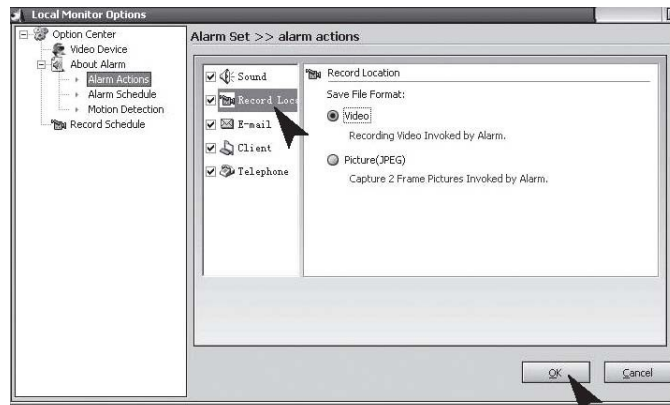 Local Monitor Options
Option Center
Video Device
About Alarm
Alarm Actions
Alarm Schedule
Motion Detection
Record Schedule
Alarm Set >> alarm actions
Sound
Record Loc
E-mail
Client
Telephone
Record Location
Save File Format:
Video
Recording Video Invoked by Alarm.
Picture(JPEG)
Capture 2 Frame Pictures Invoked by Alarm.
OK
Cancel